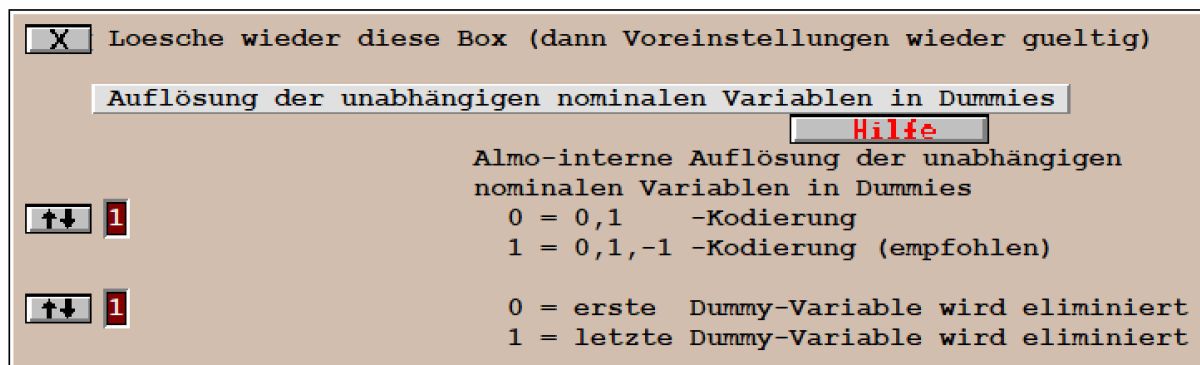 X Loesche wieder diese Box (dann Voreinstellungen wieder gueltig)
Auflösung der unabhängigen nominalen Variablen in Dummies
Hilfe
Almo-interne Auflösung der unabhängigen
nominalen Variablen in Dummies
1 0 = 0,1 -Kodierung
1 = 0,1,-1 -Kodierung (empfohlen)
1 0 = erste Dummy-Variable wird eliminiert
1 = letzte Dummy-Variable wird eliminiert